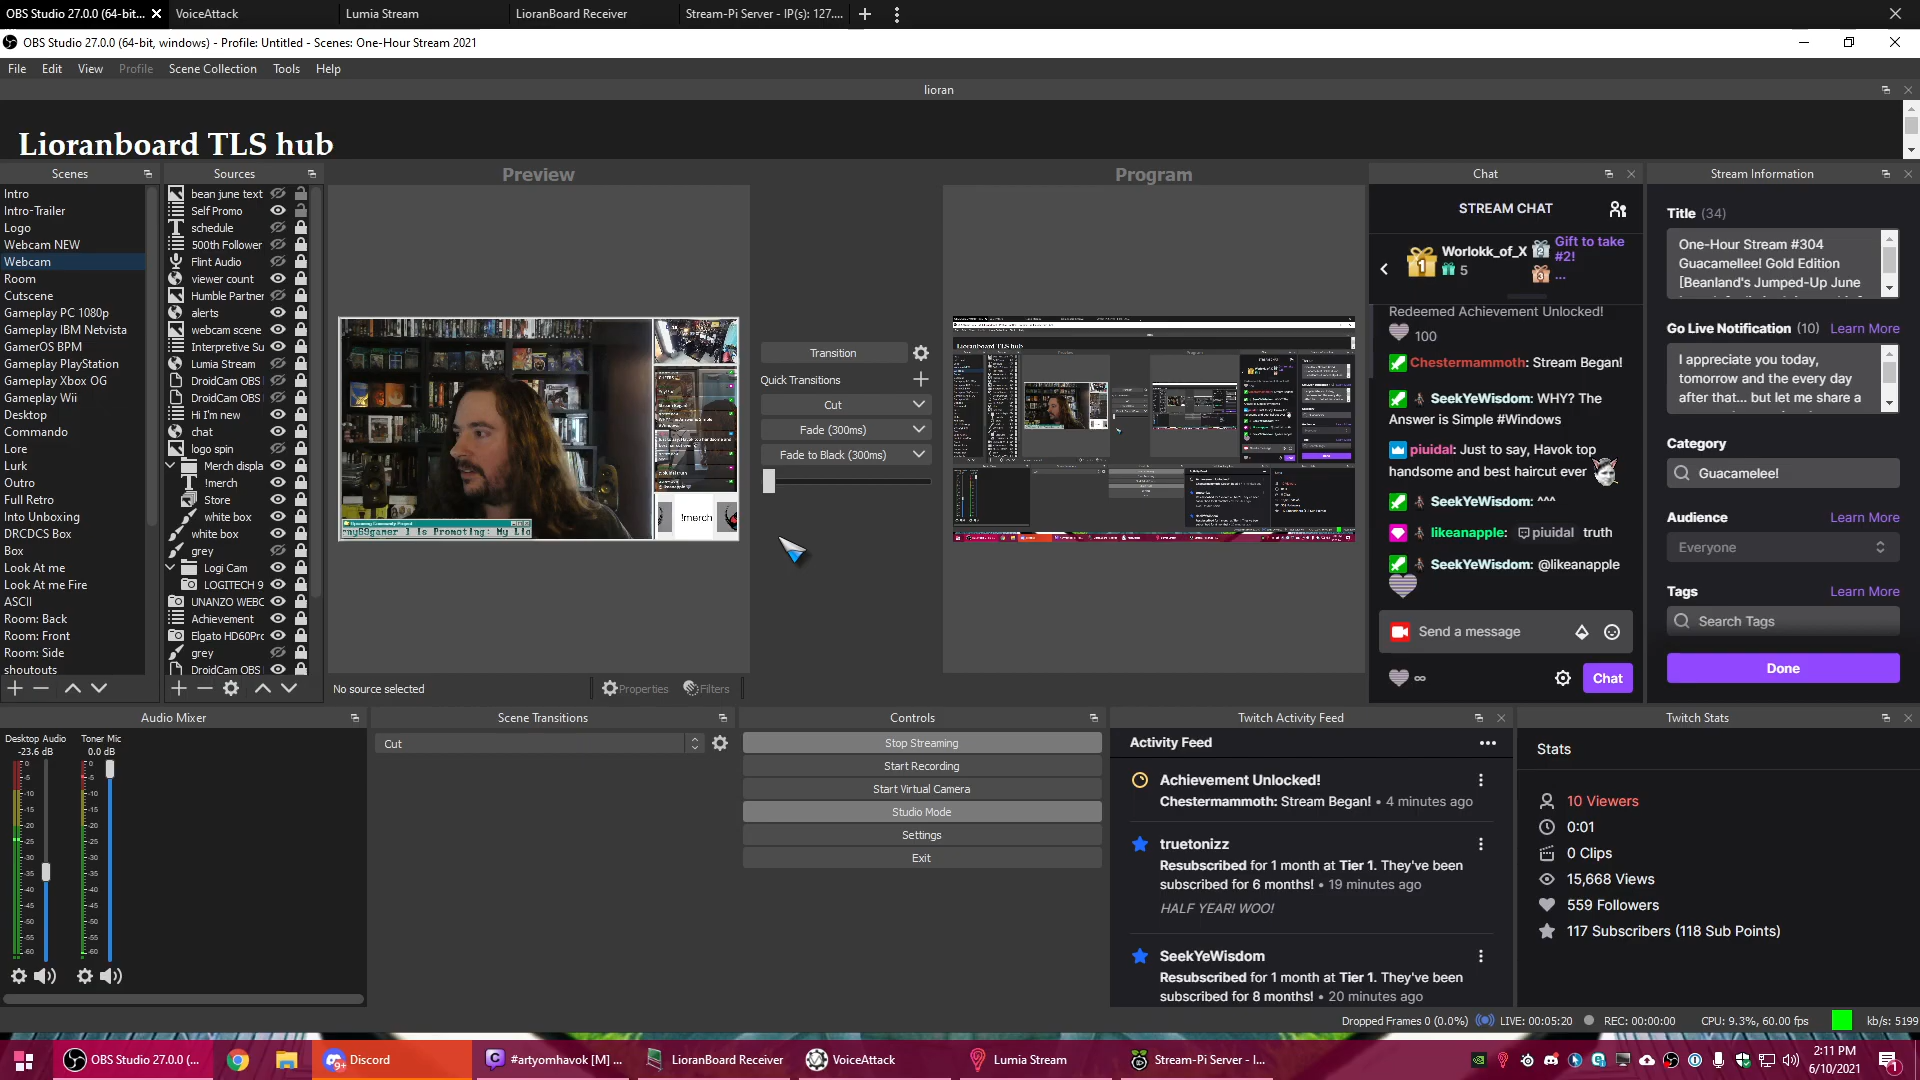 OBS Studio 27.0.0 (64-bit...
VoiceAttack
Lumia Stream
LioranBoard Receiver
Stream-Pi Server - IP(s): 127....
OBS Studio 27.0.0 (64-bit, windows) - Profile: Untitled - Scenes: One-Hour Stream 2021
File Edit View Profile Scene Collection Tools Help
lioran
Lioranboard TLS hub
Scenes
Intro
Intro-Trailer
Logo
Webcam NEW
Webcam
Room
Cutscene
Gameplay PC 1080p
Gameplay IBM Netvista
GamerOS BPM
Gameplay PlayStation
Gameplay Xbox OG
Gameplay Wii
Desktop
Commando
Lore
Lurk
Outro
Full Retro
Into Unboxing
DRCDCS Box
Box
Look At me
Look At me Fire
ASCII
Room: Back
Room: Front
Room: Side
shoutouts
Sources
bean june text
Self Promo
schedule
500th Follower
Flint Audio
viewer count
Humble Partner
alerts
webcam scene
Interpretive Su
Lumia Stream
DroidCam OBS
DroidCam OBS
Hi I'm new
chat
logo spin
Merch displa
!merch
Store
white box
white box
grey
Logi Cam
LOGITECH 9
UNANZO WEBC
Achievement
Elgato HD60Pro
grey
DroidCam OBS
Preview
!merch
Upcoming Community Project
my69gamer 1 Is Promoting: My Lio
No source selected
Properties
Filters
Transition
Quick Transitions
Cut
Fade (300ms)
Fade to Black (300ms)
Program
Lioranboard TLS hub
Chat
STREAM CHAT
1
Worlokk_of_X
5
2
Gift to take
#2!
3
...
Redeemed Achievement Unlocked!
100
Chestermammoth: Stream Began!
SeekYeWisdom: WHY? The
Answer is Simple #Windows
piuidal: Just to say, Havok top
handsome and best haircut ever
SeekYeWisdom: ^^^
likeanapple: piuidal truth
SeekYeWisdom: @likeanapple
Send a message
∞
Chat
Stream Information
Title (34)
One-Hour Stream #304
Guacamellee! Gold Edition
[Beanland's Jumped-Up June
Go Live Notification (10) Learn More
I appreciate you today,
tomorrow and the every day
after that... but let me share a
Category
Guacamelee!
Audience Learn More
Everyone
Tags Learn More
Search Tags
Done
Audio Mixer
Desktop Audio
-23.6 dB
Toner Mic
0.0 dB
Scene Transitions
Cut
Controls
Stop Streaming
Start Recording
Start Virtual Camera
Studio Mode
Settings
Exit
Twitch Activity Feed
Activity Feed
Achievement Unlocked!
Chestermammoth: Stream Began! • 4 minutes ago
truetonizz
Resubscribed for 1 month at Tier 1. They've been
subscribed for 6 months! • 19 minutes ago
HALF YEAR! WOO!
SeekYeWisdom
Resubscribed for 1 month at Tier 1. They've been
subscribed for 8 months! • 20 minutes ago
Twitch Stats
Stats
10 Viewers
0:01
0 Clips
15,668 Views
559 Followers
117 Subscribers (118 Sub Points)
Dropped Frames 0 (0.0%) LIVE: 00:05:20 REC: 00:00:00 CPU: 9.3%, 60.00 fps kb/s: 5199
OBS Studio 27.0.0 (...
9+
Discord
#artyomhavok [M] ...
LioranBoard Receiver
VoiceAttack
Lumia Stream
Stream-Pi Server - I...
2:11 PM
6/10/2021
1